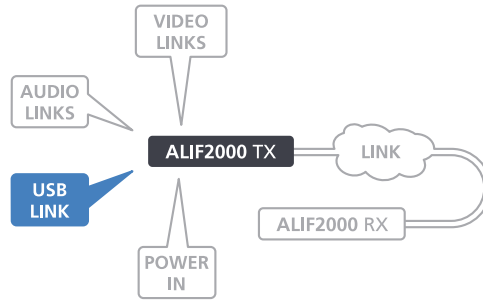 VIDEO
LINKS
AUDIO
LINKS
ALIF2000 TX
LINK
USB
LINK
ALIF2000 RX
POWER
IN